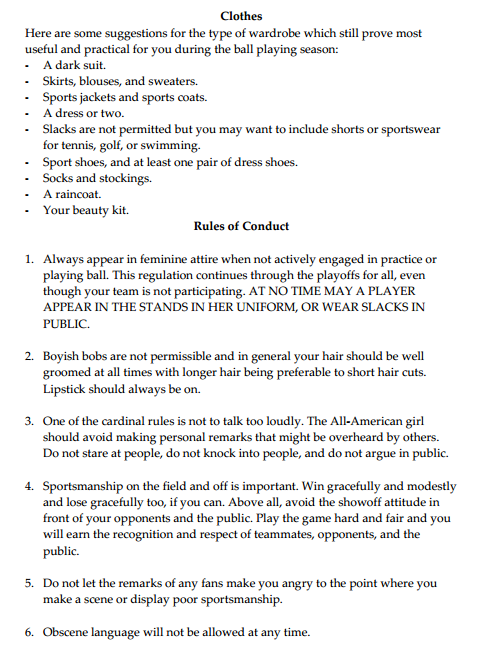 Clothes
Here are some suggestions for the type of wardrobe which still prove most
useful and practical for you during the ball playing season:
- A dark suit.
- Skirts, blouses, and sweaters.
- Sports jackets and sports coats.
- A dress or two.
- Slacks are not permitted but you may want to include shorts or sportswear
for tennis, golf, or swimming.
- Sport shoes, and at least one pair of dress shoes.
- Socks and stockings.
- A raincoat.
- Your beauty kit.
Rules of Conduct
1. Always appear in feminine attire when not actively engaged in practice or
playing ball. This regulation continues through the playoffs for all, even
though your team is not participating. AT NO TIME MAY A PLAYER
APPEAR IN THE STANDS IN HER UNIFORM, OR WEAR SLACKS IN
PUBLIC.
2. Boyish bobs are not permissible and in general your hair should be well
groomed at all times with longer hair being preferable to short hair cuts.
Lipstick should always be on.
3. One of the cardinal rules is not to talk too loudly. The All-American girl
should avoid making personal remarks that might be overheard by others.
Do not stare at people, do not knock into people, and do not argue in public.
4. Sportsmanship on the field and off is important. Win gracefully and modestly
and lose gracefully too, if you can. Above all, avoid the showoff attitude in
front of your opponents and the public. Play the game hard and fair and you
will earn the recognition and respect of teammates, opponents, and the
public.
5. Do not let the remarks of any fans make you angry to the point where you
make a scene or display poor sportsmanship.
6. Obscene language will not be allowed at any time.